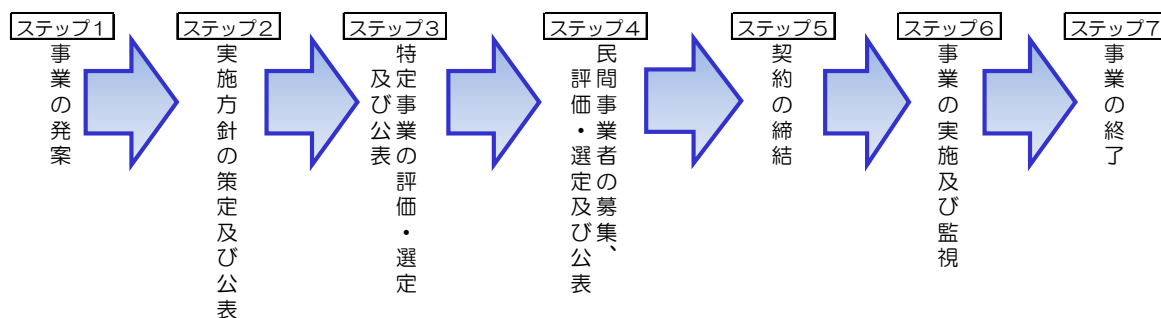 ステップ1
事業の発案
ステップ2
実施方針の策定及び公表
ステップ3
特定事業の評価・選定
及び公表
ステップ4
民間事業者の募集、
評価・選定及び公表
ステップ5
契約の締結
ステップ6
事業の実施及び監視
ステップ7
事業の終了